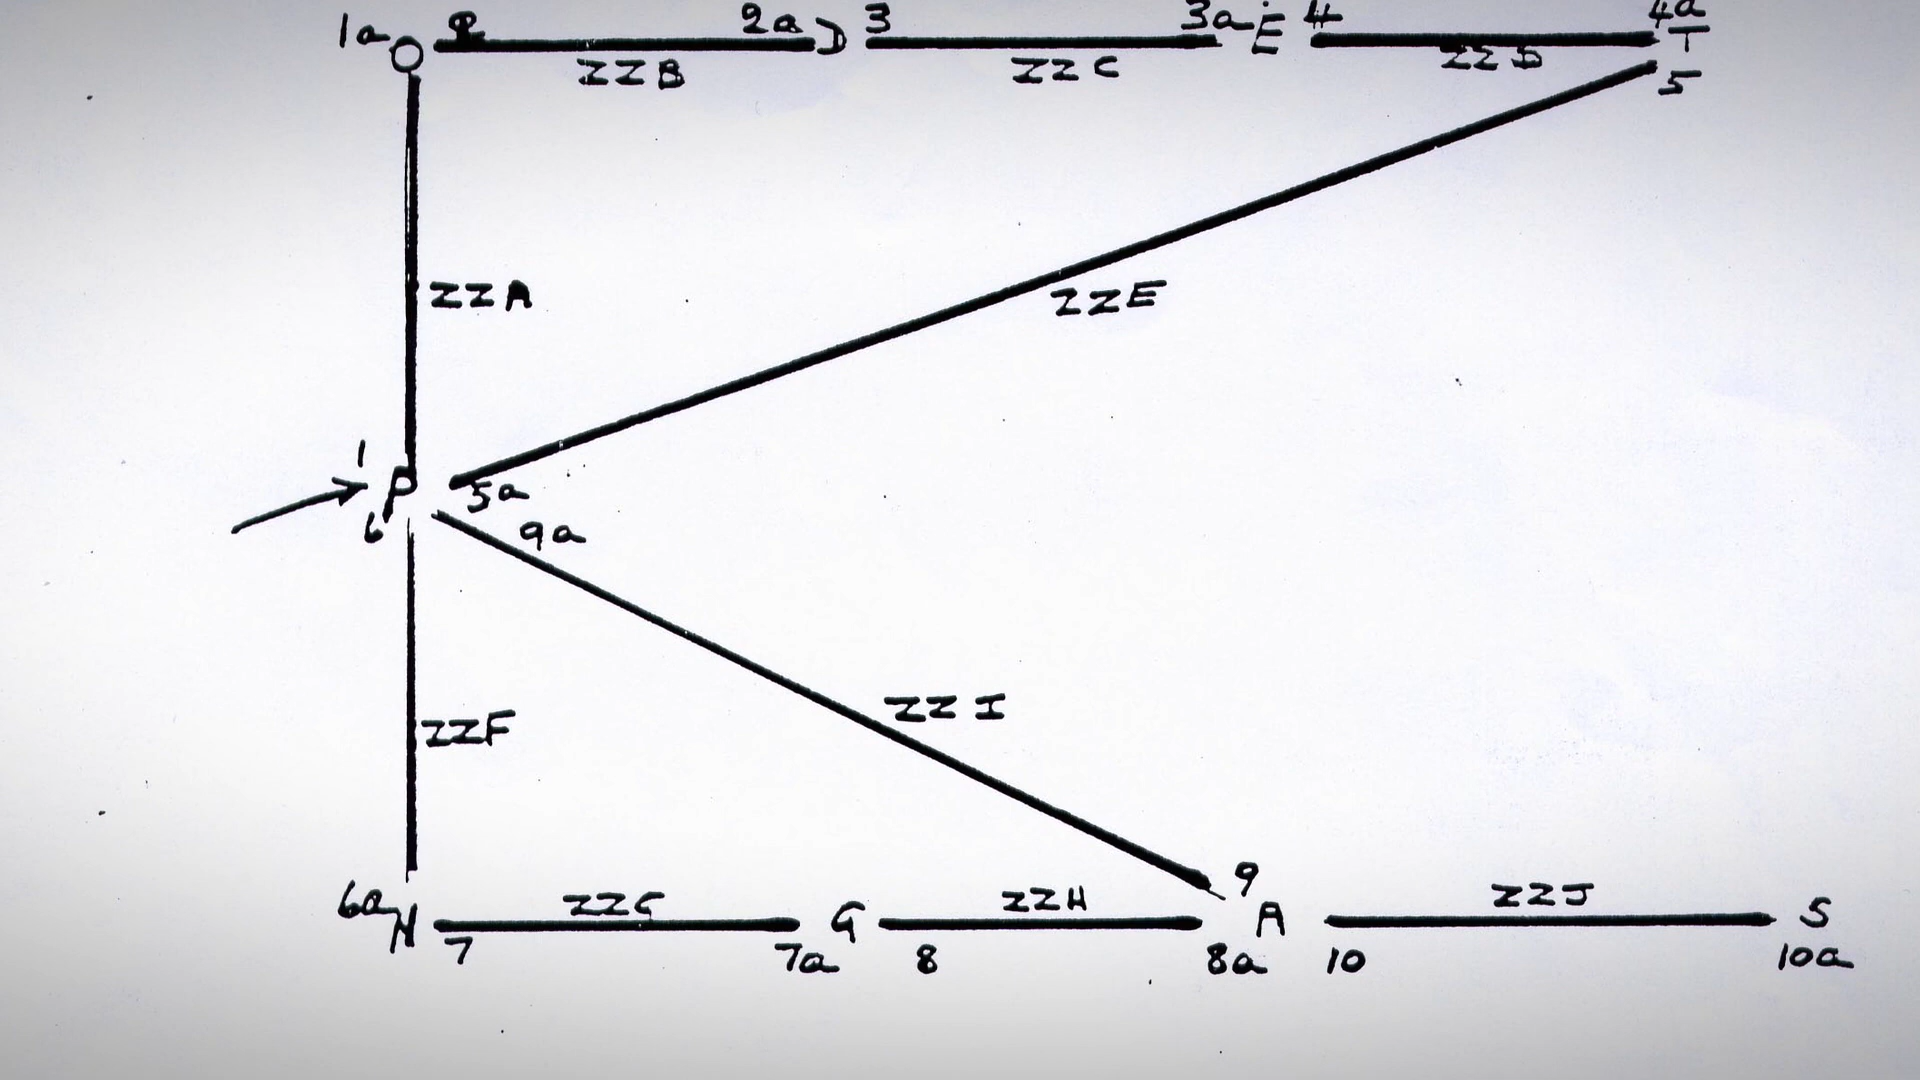 1a O 2 2a D 3 3a E 4 4a T
ZZB ZZC ZZD 5
ZZA ZZE
1
P 5a
6 9a
ZZI
ZZF
9
6a N ZZG G ZZH A ZZJ S
7 7a 8 8a 10 10a